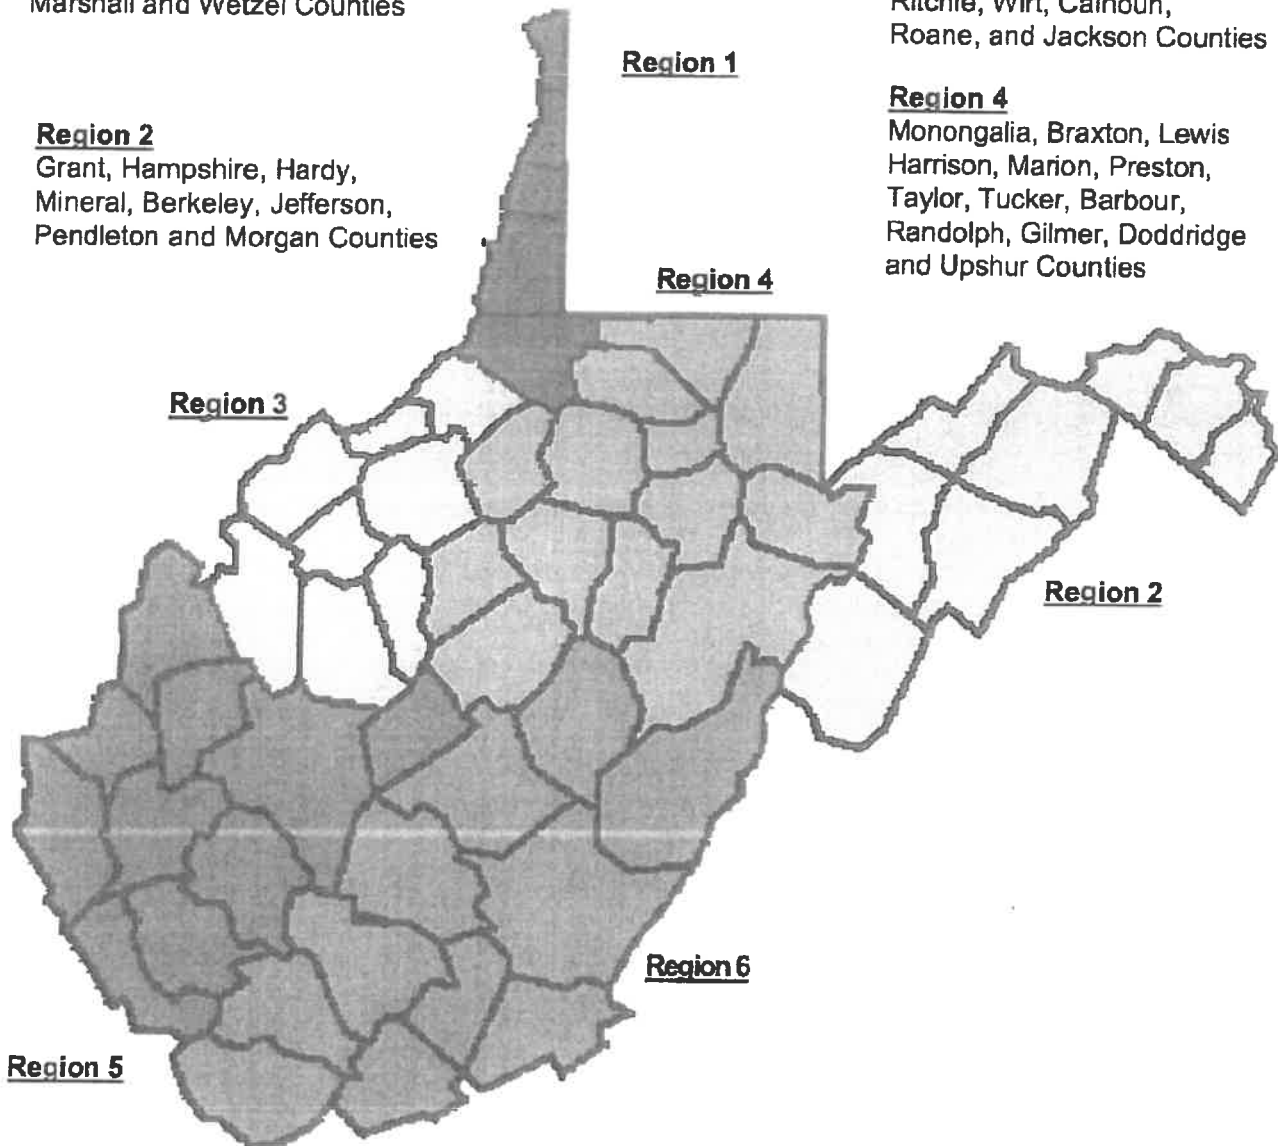 Marshall and Wetzel Counties
Region 2
Grant, Hampshire, Hardy,
Mineral, Berkeley, Jefferson,
Pendleton and Morgan Counties
Region 1
Ritchie, Wirt, Calhoun,
Roane, and Jackson Counties
Region 4
Monongalia, Braxton, Lewis
Harrison, Marion, Preston,
Taylor, Tucker, Barbour,
Randolph, Gilmer, Doddridge
and Upshur Counties
Region 4
Region 3
Region 2
Region 6
Region 5